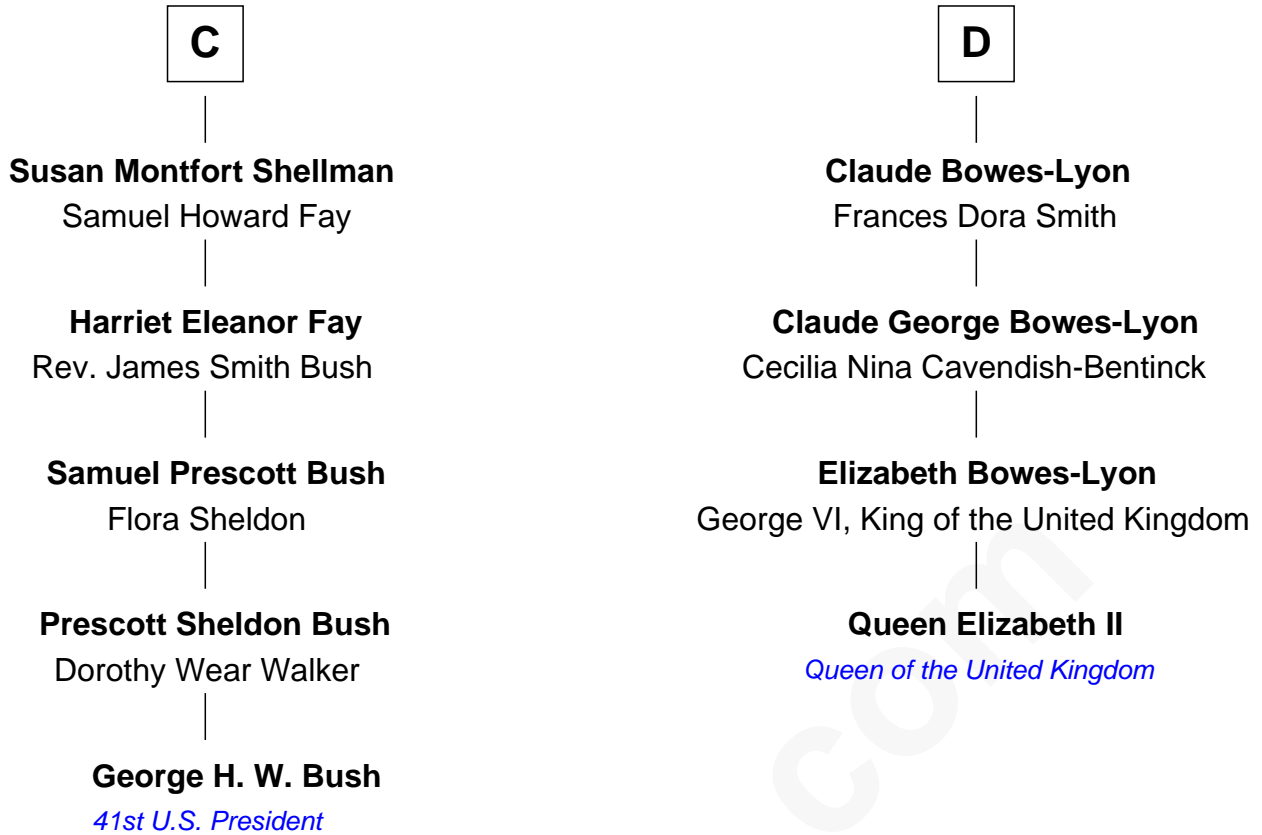 C
Susan Montfort Shellman
Samuel Howard Fay
Harriet Eleanor Fay
Rev. James Smith Bush
Samuel Prescott Bush
Flora Sheldon
Prescott Sheldon Bush
Dorothy Wear Walker
George H. W. Bush
41st U.S. President
D
Claude Bowes-Lyon
Frances Dora Smith
Claude George Bowes-Lyon
Cecilia Nina Cavendish-Bentinck
Elizabeth Bowes-Lyon
George VI, King of the United Kingdom
Queen Elizabeth II
Queen of the United Kingdom
com